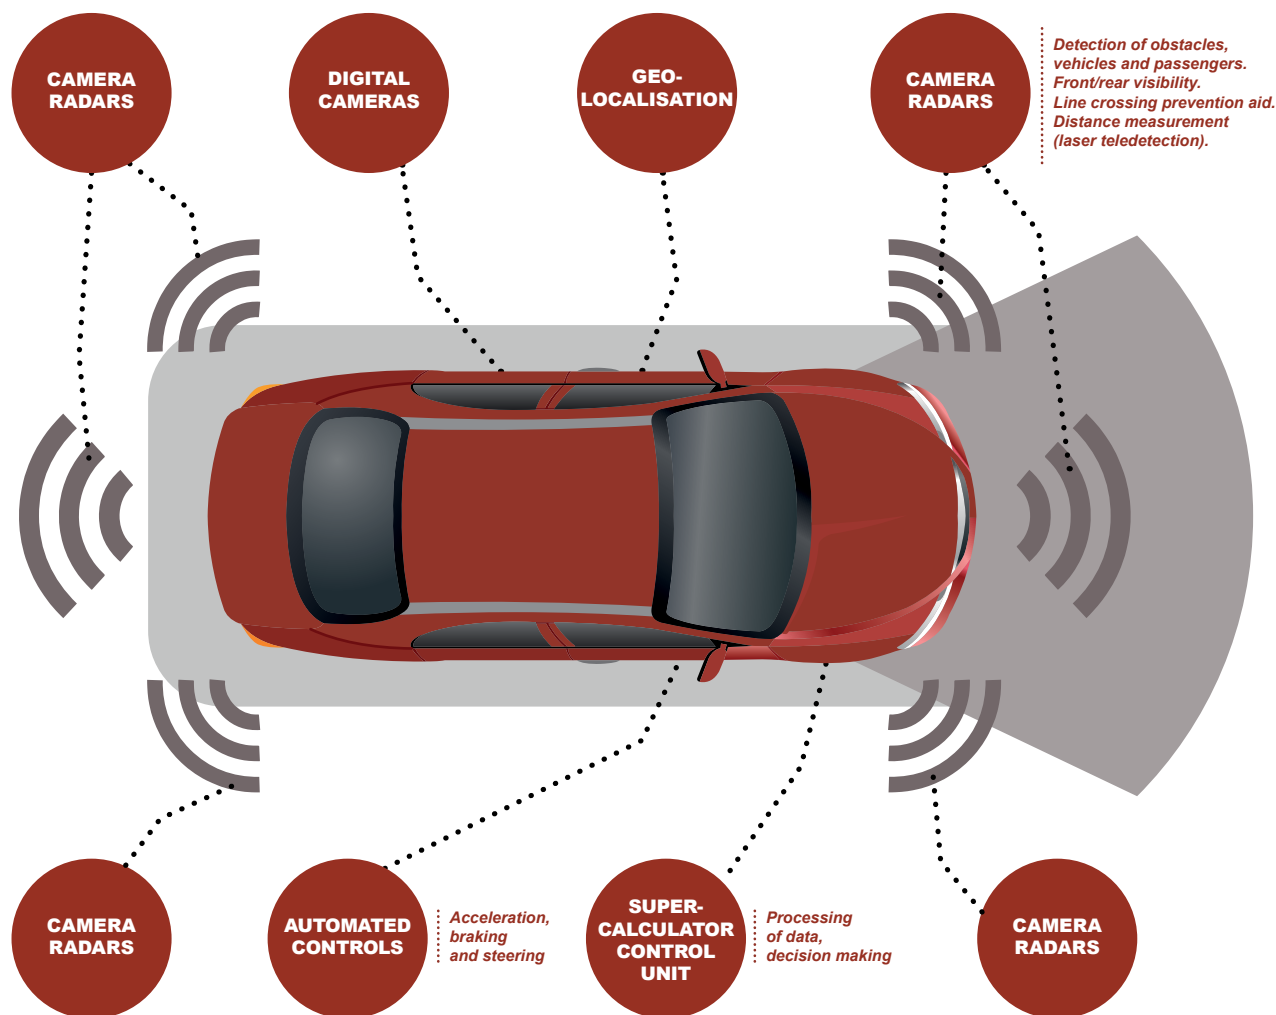 CAMERA
RADARS
DIGITAL
CAMERAS
GEO-
LOCALISATION
CAMERA
RADARS
Detection of obstacles,
vehicles and passengers.
Front/rear visibility.
Line crossing prevention aid.
Distance measurement
(laser teledetection).
CAMERA
RADARS
AUTOMATED
CONTROLS
Acceleration,
braking
and steering
SUPER-
CALCULATOR
CONTROL
UNIT
Processing
of data,
decision making
CAMERA
RADARS